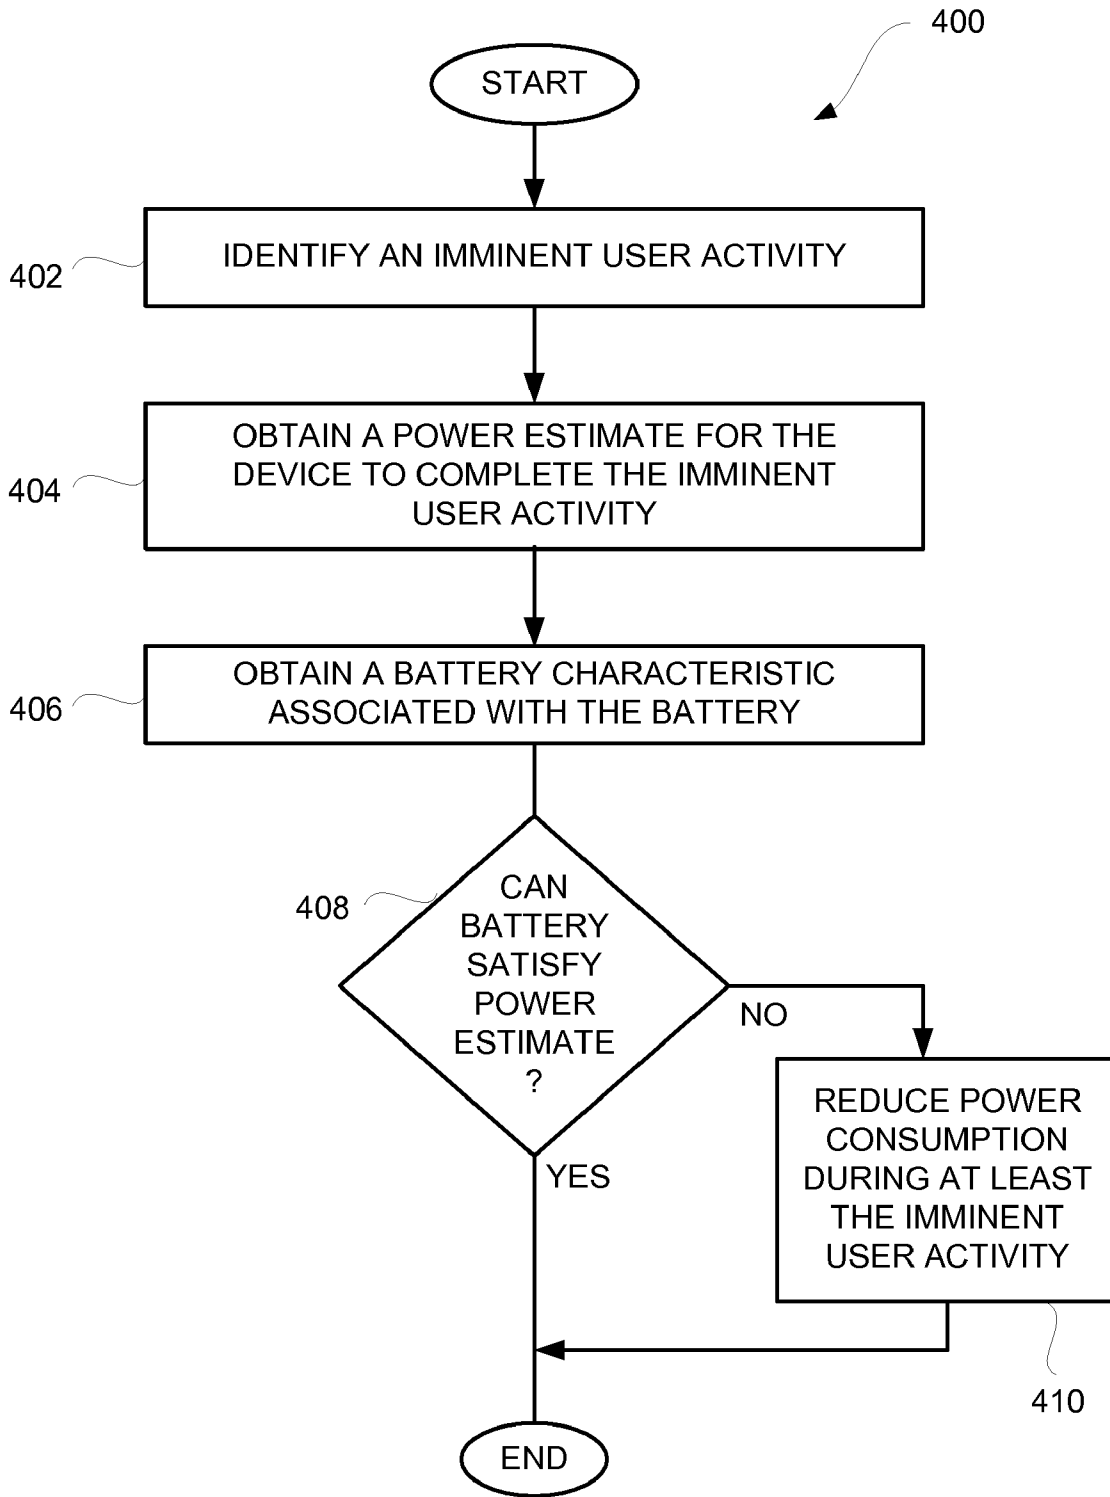 400
START
402
IDENTIFY AN IMMINENT USER ACTIVITY
404
OBTAIN A POWER ESTIMATE FOR THE
DEVICE TO COMPLETE THE IMMINENT
USER ACTIVITY
406
OBTAIN A BATTERY CHARACTERISTIC
ASSOCIATED WITH THE BATTERY
408
CAN
BATTERY
SATISFY
POWER
ESTIMATE
?
NO
YES
REDUCE POWER
CONSUMPTION
DURING AT LEAST
THE IMMINENT
USER ACTIVITY
410
END